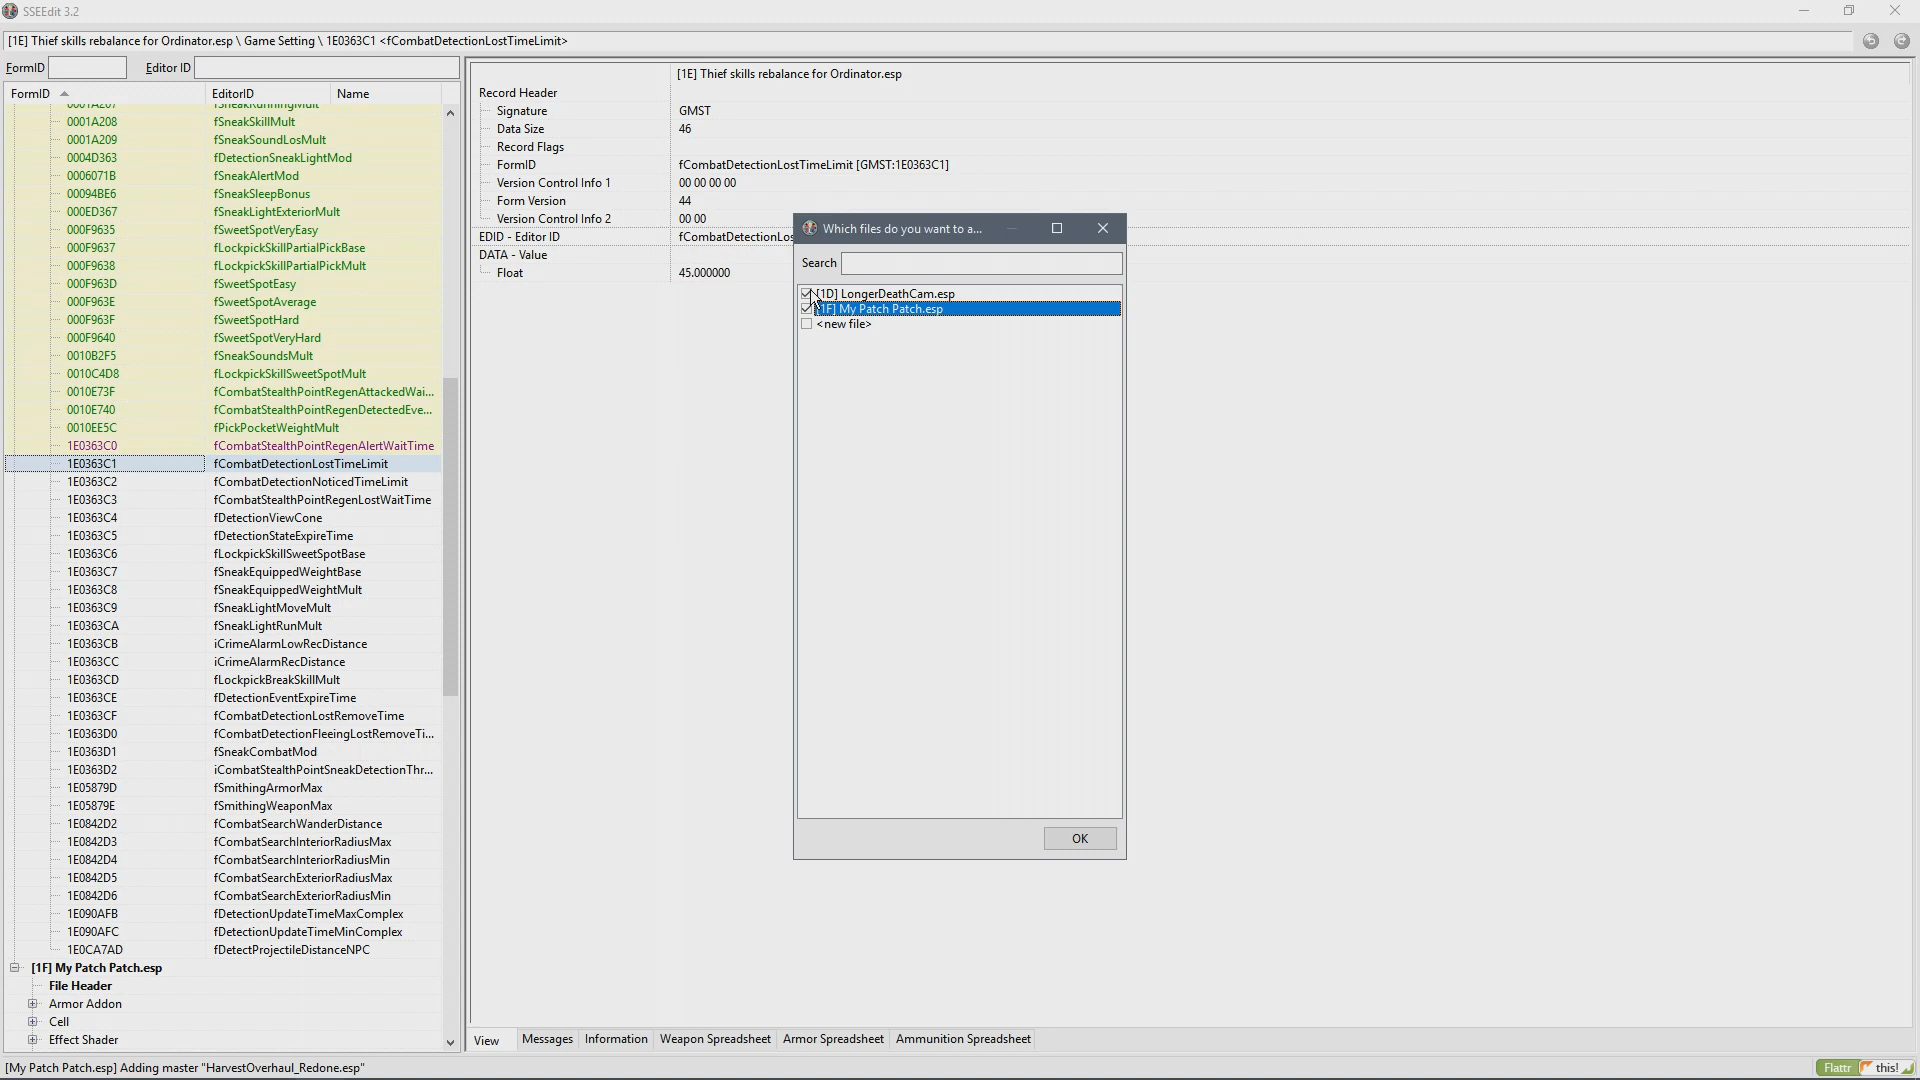 SSEEdit 3.2
[1E] Thief skills rebalance for Ordinator.esp \ Game Setting \ 1E0363C1 <fCombatDetectionLostTimeLimit>
FormID Editor ID
FormID EditorID Name
0001A207 fSneakRunningMult
0001A208 fSneakSkillMult
0001A209 fSneakSoundLosMult
0004D363 fDetectionSneakLightMod
0006071B fSneakAlertMod
00094BE6 fSneakSleepBonus
000ED367 fSneakLightExteriorMult
000F9635 fSweetSpotVeryEasy
000F9637 fLockpickSkillPartialPickBase
000F9638 fLockpickSkillPartialPickMult
000F963D fSweetSpotEasy
000F963E fSweetSpotAverage
000F963F fSweetSpotHard
000F9640 fSweetSpotVeryHard
0010B2F5 fSneakSoundsMult
0010C4D8 fLockpickSkillSweetSpotMult
0010E73F fCombatStealthPointRegenAttackedWai...
0010E740 fCombatStealthPointRegenDetectedEve...
0010EE5C fPickPocketWeightMult
1E0363C0 fCombatStealthPointRegenAlertWaitTime
1E0363C1 fCombatDetectionLostTimeLimit
1E0363C2 fCombatDetectionNoticedTimeLimit
1E0363C3 fCombatStealthPointRegenLostWaitTime
1E0363C4 fDetectionViewCone
1E0363C5 fDetectionStateExpireTime
1E0363C6 fLockpickSkillSweetSpotBase
1E0363C7 fSneakEquippedWeightBase
1E0363C8 fSneakEquippedWeightMult
1E0363C9 fSneakLightMoveMult
1E0363CA fSneakLightRunMult
1E0363CB iCrimeAlarmLowRecDistance
1E0363CC iCrimeAlarmRecDistance
1E0363CD fLockpickBreakSkillMult
1E0363CE fDetectionEventExpireTime
1E0363CF fCombatDetectionLostRemoveTime
1E0363D0 fCombatDetectionFleeingLostRemoveTi...
1E0363D1 fSneakCombatMod
1E0363D2 iCombatStealthPointSneakDetectionThr...
1E05879D fSmithingArmorMax
1E05879E fSmithingWeaponMax
1E0842D2 fCombatSearchWanderDistance
1E0842D3 fCombatSearchInteriorRadiusMax
1E0842D4 fCombatSearchInteriorRadiusMin
1E0842D5 fCombatSearchExteriorRadiusMax
1E0842D6 fCombatSearchExteriorRadiusMin
1E090AFB fDetectionUpdateTimeMaxComplex
1E090AFC fDetectionUpdateTimeMinComplex
1E0CA7AD fDetectProjectileDistanceNPC
[1F] My Patch Patch.esp
File Header
Armor Addon
Cell
Effect Shader
[1E] Thief skills rebalance for Ordinator.esp
Record Header
Signature GMST
Data Size 46
Record Flags
FormID fCombatDetectionLostTimeLimit [GMST:1E0363C1]
Version Control Info 1 00 00 00 00
Form Version 44
Version Control Info 2 00 00
EDID - Editor ID fCombatDetectionLos
DATA - Value
Float 45.000000
Which files do you want to a...
Search
[1D] LongerDeathCam.esp
[1F] My Patch Patch.esp
<new file>
OK
View Messages Information Weapon Spreadsheet Armor Spreadsheet Ammunition Spreadsheet
[My Patch Patch.esp] Adding master "HarvestOverhaul_Redone.esp"
Flattr this!